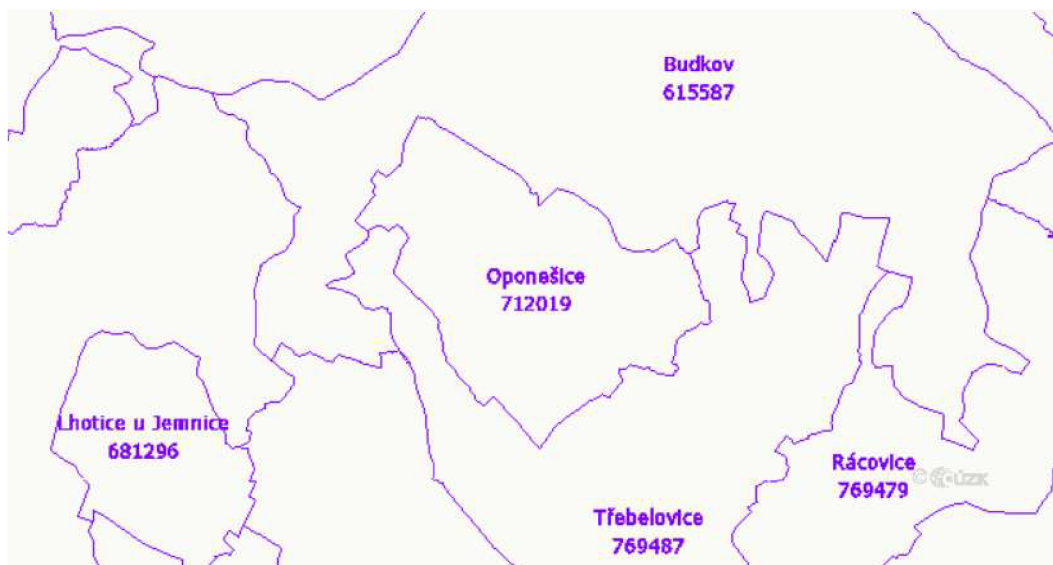 Budkov
615587
Oponešice
712019
Lhotice u Jemnice
681296
Rácovice
769479
© ČÚZK
Třebelovice
769487